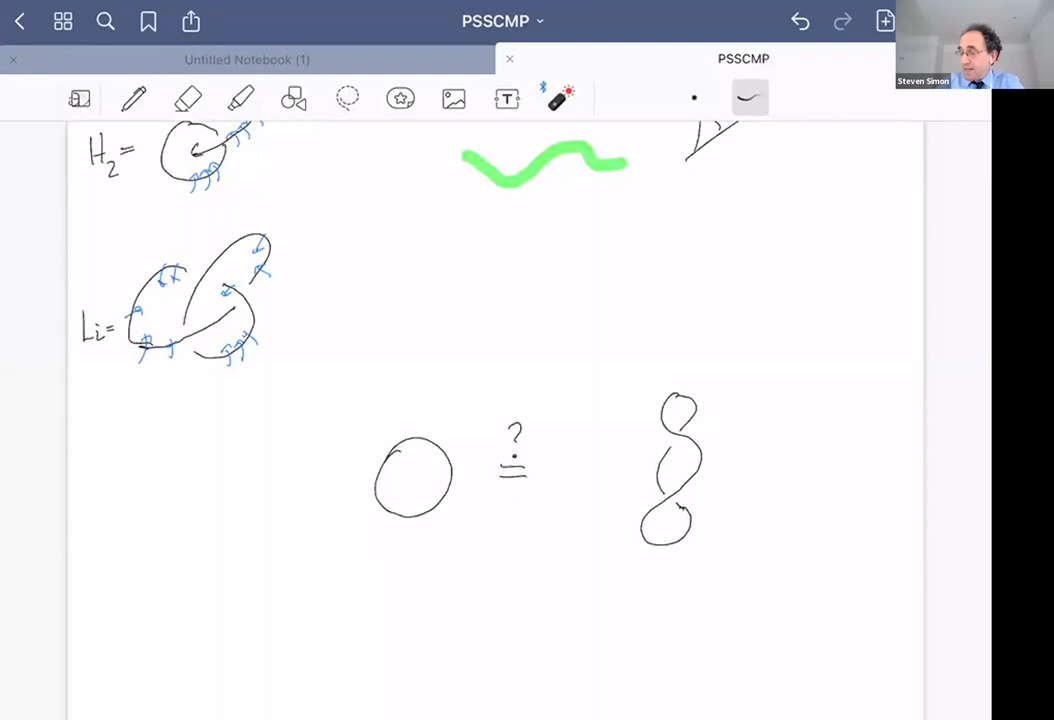 PSSCMP
Untitled Notebook (1)
PSSCMP
T
Steven Simon
H₂=
Li=
?
=